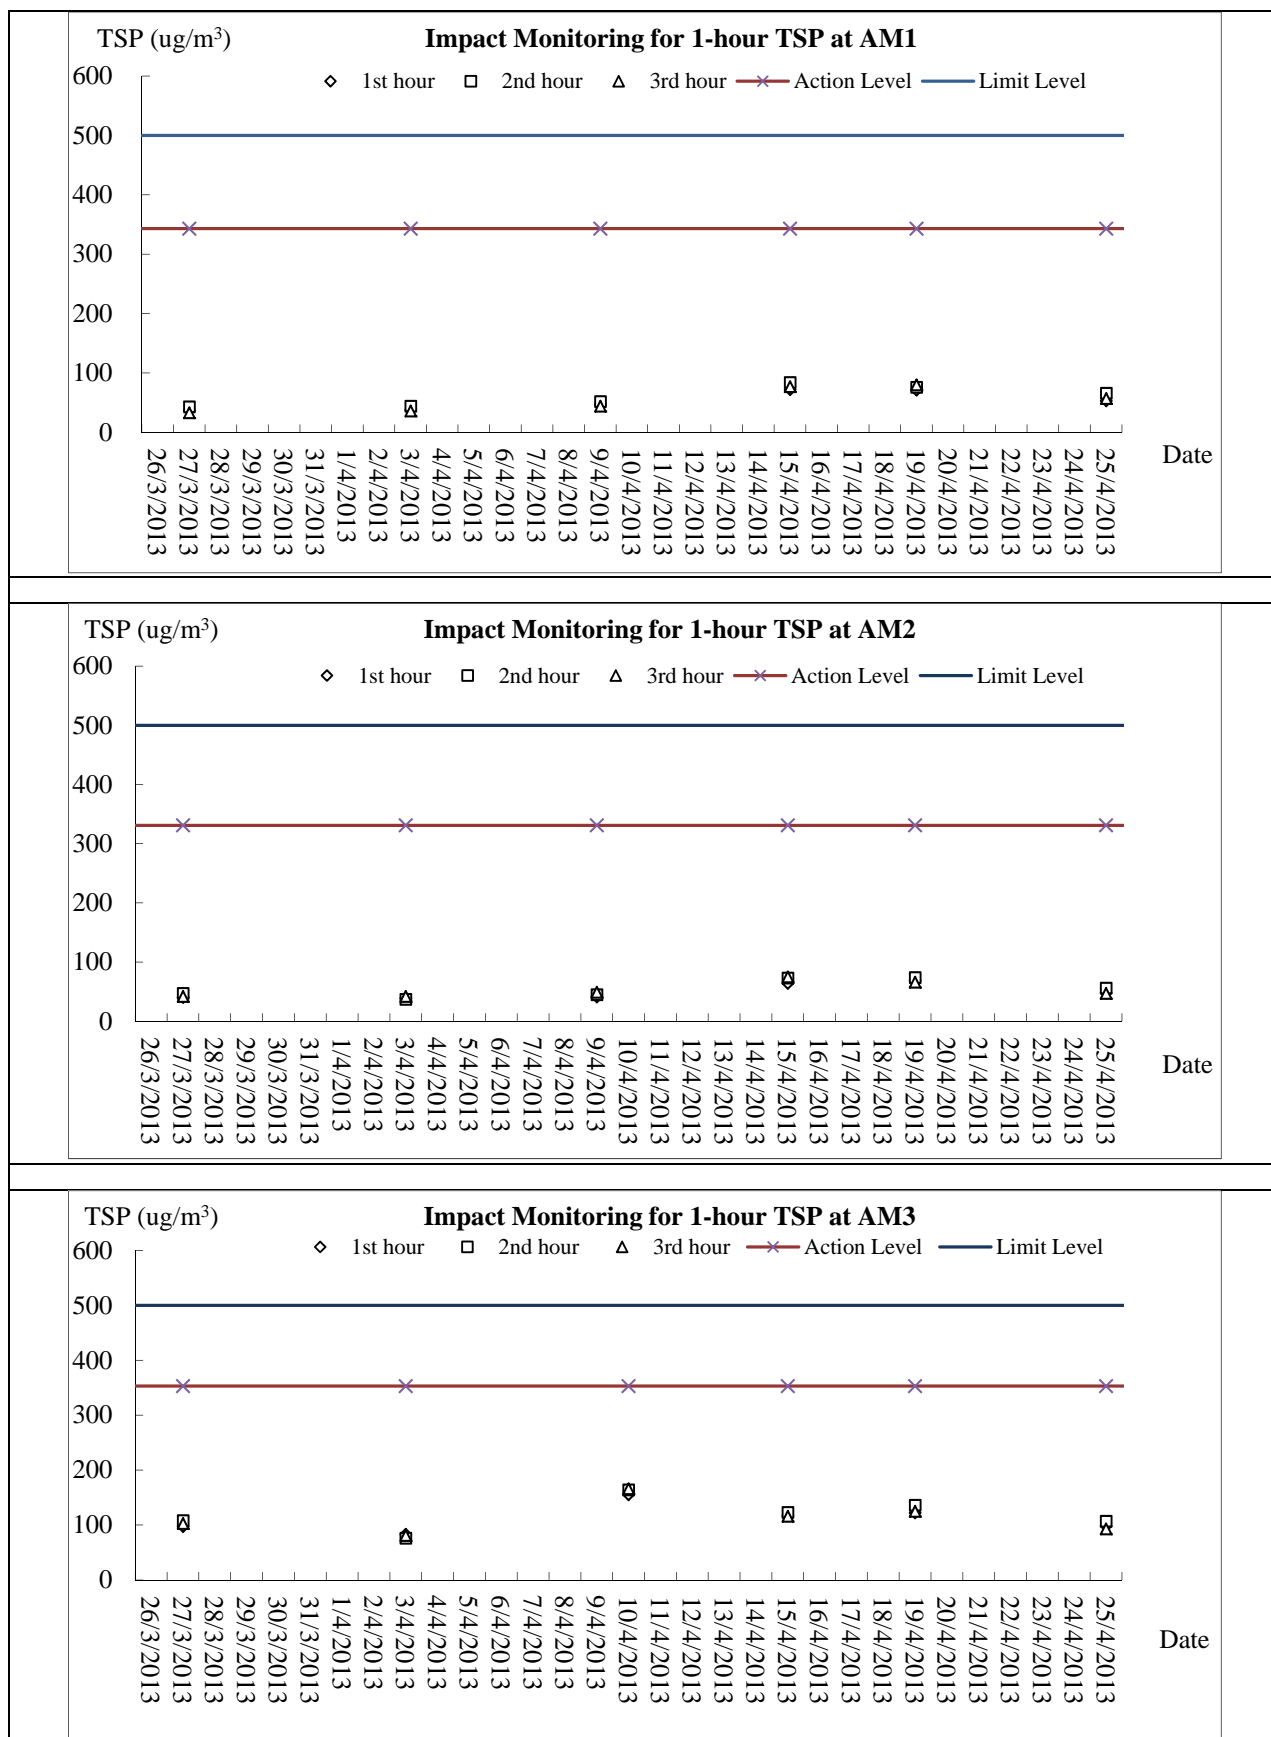 TSP (ug/m³) Impact Monitoring for 1-hour TSP at AM1
600
1st hour 2nd hour 3rd hour Action Level Limit Level
500
400
300
200
100
0
26/3/2013 27/3/2013 28/3/2013 29/3/2013 30/3/2013 31/3/2013 1/4/2013 2/4/2013 3/4/2013 4/4/2013 5/4/2013 6/4/2013 7/4/2013 8/4/2013 9/4/2013 10/4/2013 11/4/2013 12/4/2013 13/4/2013 14/4/2013 15/4/2013 16/4/2013 17/4/2013 18/4/2013 19/4/2013 20/4/2013 21/4/2013 22/4/2013 23/4/2013 24/4/2013 25/4/2013
Date
TSP (ug/m³) Impact Monitoring for 1-hour TSP at AM2
600
1st hour 2nd hour 3rd hour Action Level Limit Level
500
400
300
200
100
0
26/3/2013 27/3/2013 28/3/2013 29/3/2013 30/3/2013 31/3/2013 1/4/2013 2/4/2013 3/4/2013 4/4/2013 5/4/2013 6/4/2013 7/4/2013 8/4/2013 9/4/2013 10/4/2013 11/4/2013 12/4/2013 13/4/2013 14/4/2013 15/4/2013 16/4/2013 17/4/2013 18/4/2013 19/4/2013 20/4/2013 21/4/2013 22/4/2013 23/4/2013 24/4/2013 25/4/2013
Date
TSP (ug/m³) Impact Monitoring for 1-hour TSP at AM3
600
1st hour 2nd hour 3rd hour Action Level Limit Level
500
400
300
200
100
0
26/3/2013 27/3/2013 28/3/2013 29/3/2013 30/3/2013 31/3/2013 1/4/2013 2/4/2013 3/4/2013 4/4/2013 5/4/2013 6/4/2013 7/4/2013 8/4/2013 9/4/2013 10/4/2013 11/4/2013 12/4/2013 13/4/2013 14/4/2013 15/4/2013 16/4/2013 17/4/2013 18/4/2013 19/4/2013 20/4/2013 21/4/2013 22/4/2013 23/4/2013 24/4/2013 25/4/2013
Date